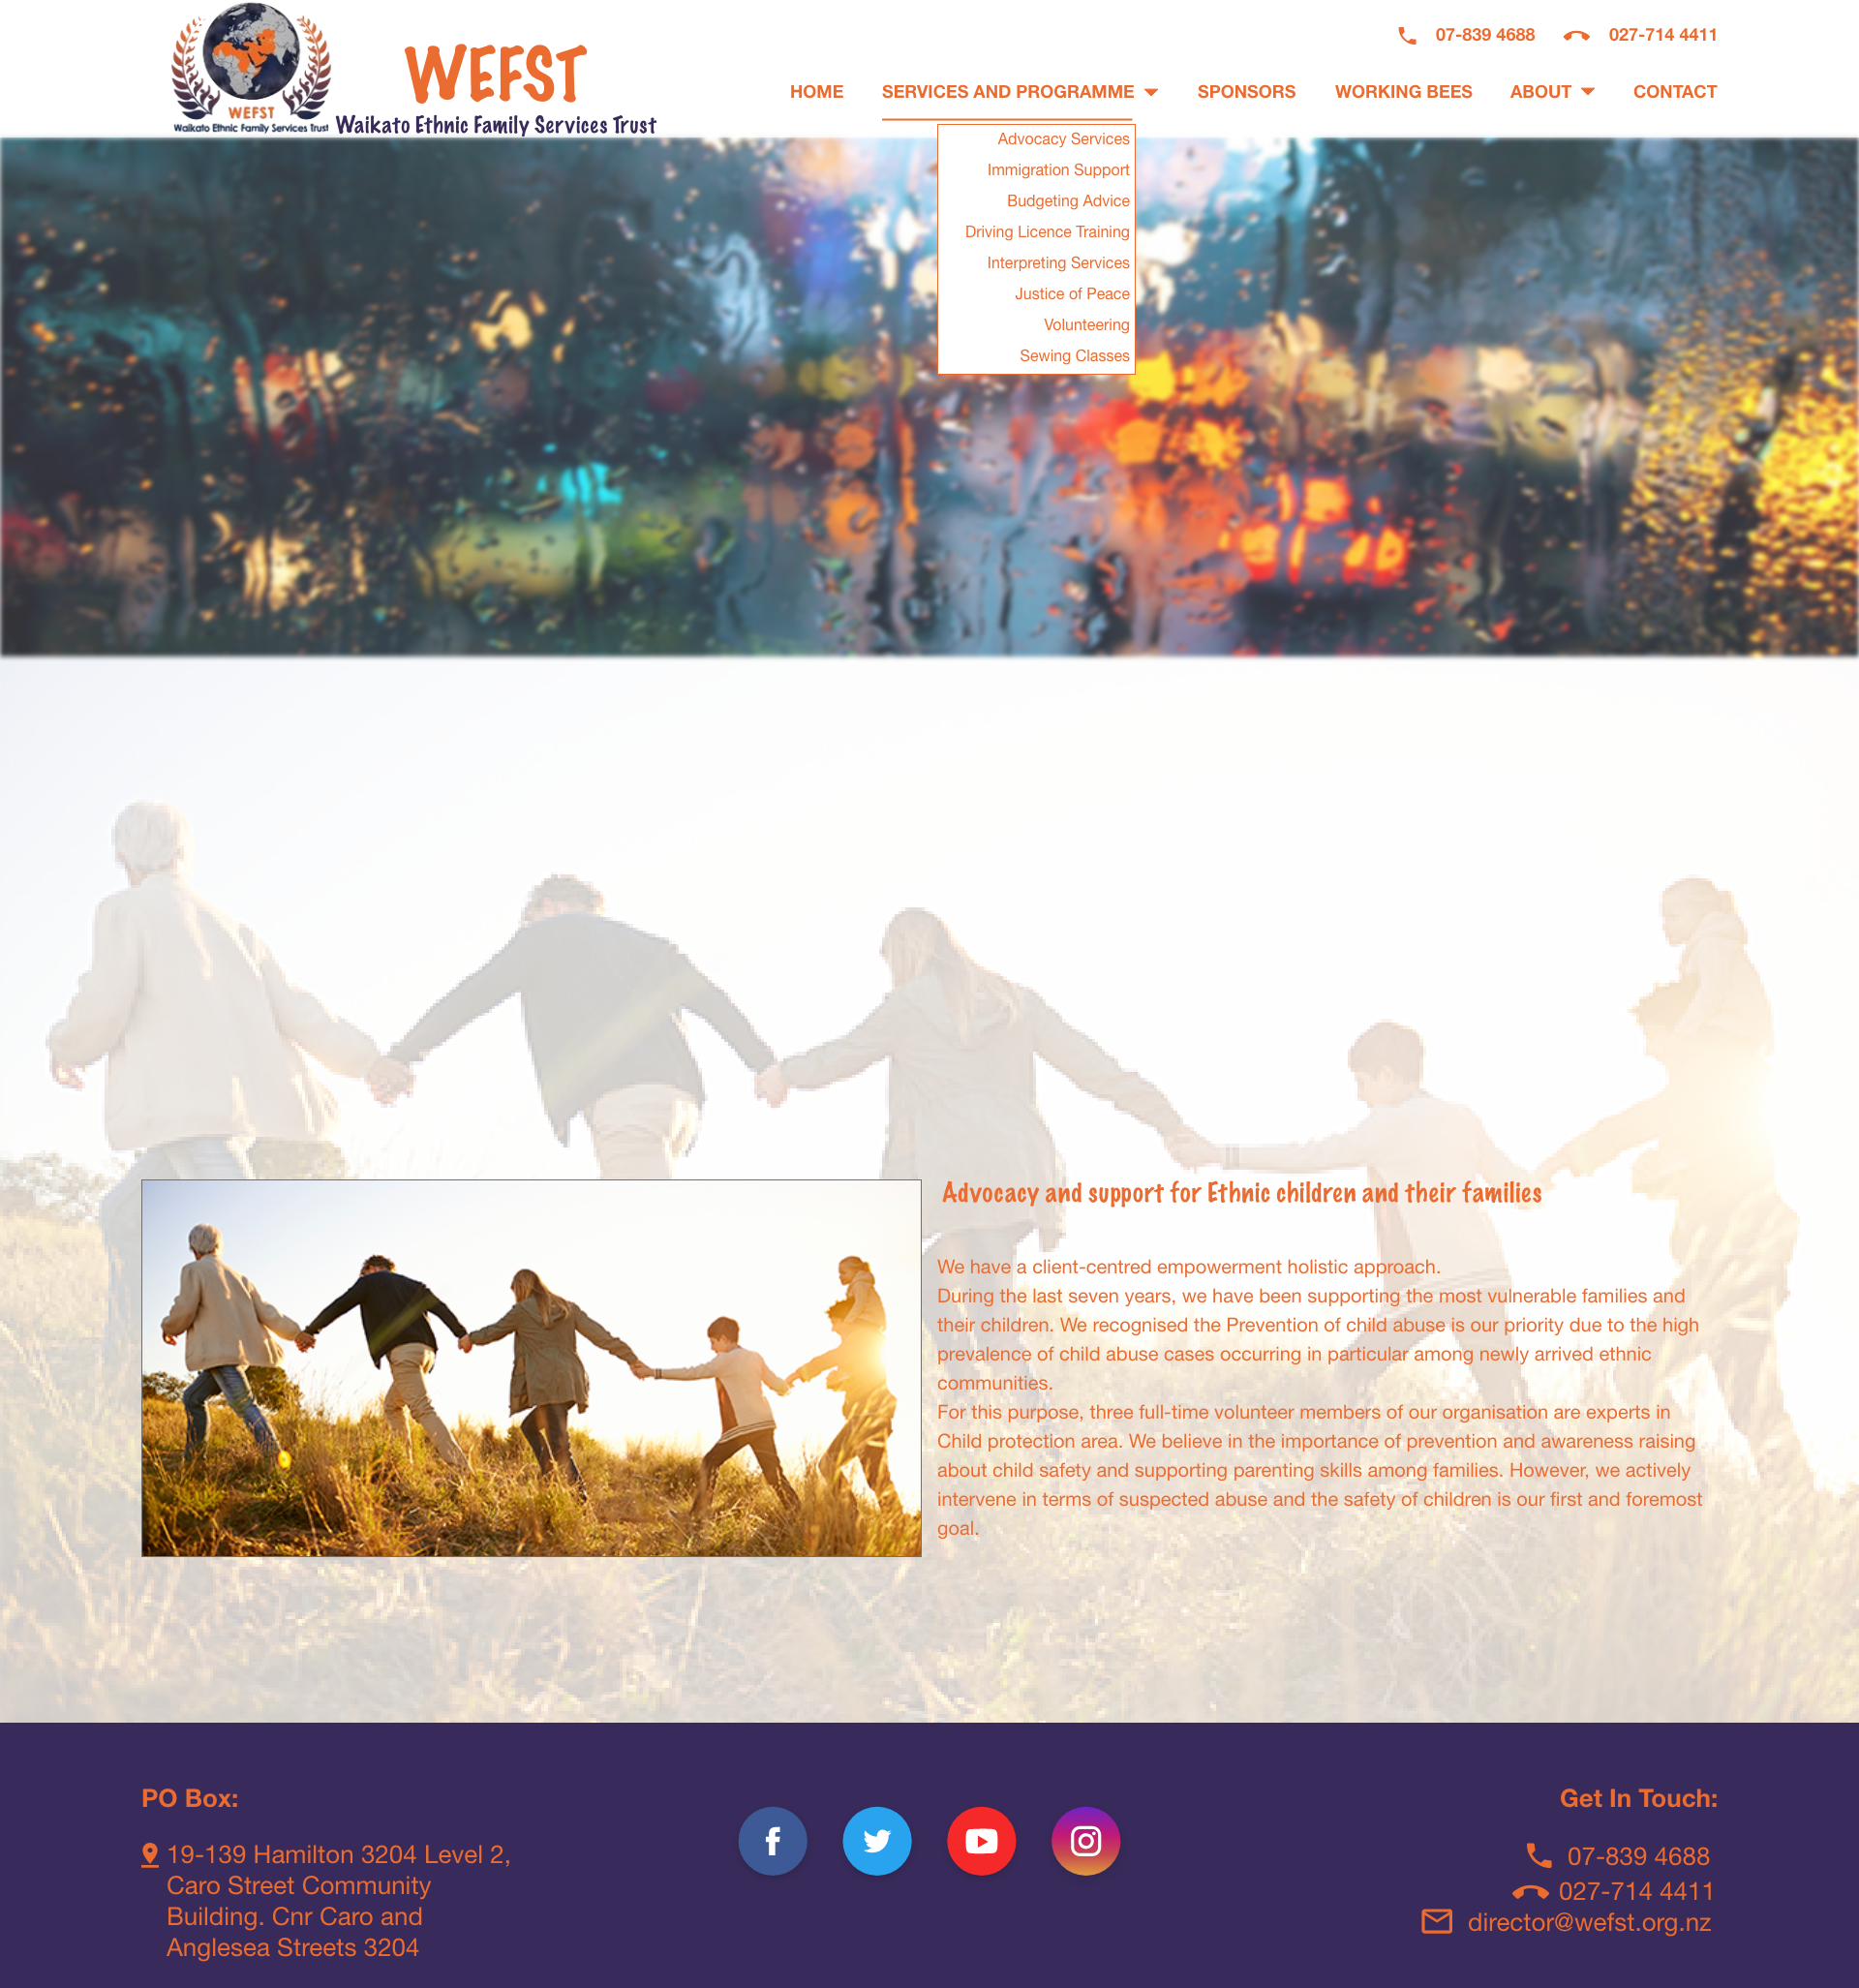 07-839 4688 027-714 4411
WEFST
WEFST
Waikato Ethnic Family Services Trust
Waikato Ethnic Family Services Trust
HOME SERVICES AND PROGRAMME SPONSORS WORKING BEES ABOUT CONTACT
Advocacy Services
Immigration Support
Budgeting Advice
Driving Licence Training
Interpreting Services
Justice of Peace
Volunteering
Sewing Classes
Advocacy and support for Ethnic children and their families
We have a client-centred empowerment holistic approach.
During the last seven years, we have been supporting the most vulnerable families and
their children. We recognised the Prevention of child abuse is our priority due to the high
prevalence of child abuse cases occurring in particular among newly arrived ethnic
communities.
For this purpose, three full-time volunteer members of our organisation are experts in
Child protection area. We believe in the importance of prevention and awareness raising
about child safety and supporting parenting skills among families. However, we actively
intervene in terms of suspected abuse and the safety of children is our first and foremost
goal.
PO Box:
19-139 Hamilton 3204 Level 2,
Caro Street Community
Building. Cnr Caro and
Anglesea Streets 3204
Get In Touch:
07-839 4688
027-714 4411
director@wefst.org.nz